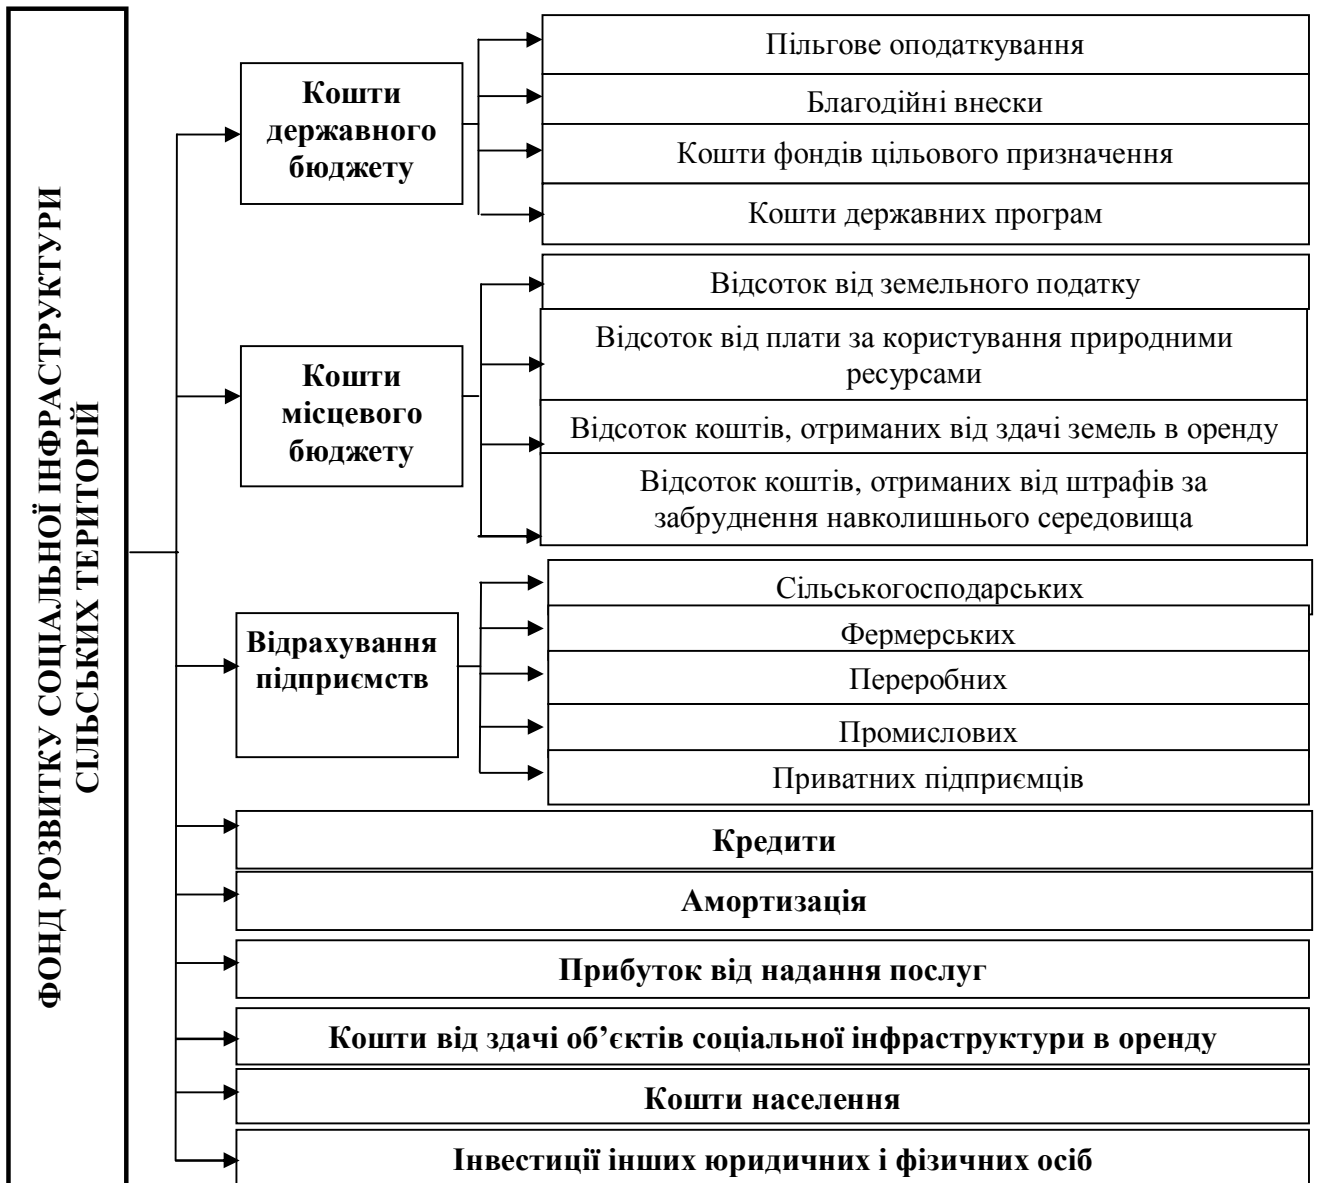 ФОНД РОЗВИТКУ СОЦІАЛЬНОЇ ІНФРАСТРУКТУРИ
СІЛЬСЬКИХ ТЕРИТОРІЙ
Кошти
державного
бюджету
Пільгове оподаткування
Благодійні внески
Кошти фондів цільового призначення
Кошти державних програм
Кошти
місцевого
бюджету
Відсоток від земельного податку
Відсоток від плати за користування природними
ресурсами
Відсоток коштів, отриманих від здачі земель в оренду
Відсоток коштів, отриманих від штрафів за
забруднення навколишнього середовища
Відрахування
підприємств
Сільськогосподарських
Фермерських
Переробних
Промислових
Приватних підприємців
Кредити
Амортизація
Прибуток від надання послуг
Кошти від здачі об’єктів соціальної інфраструктури в оренду
Кошти населення
Інвестиції інших юридичних і фізичних осіб